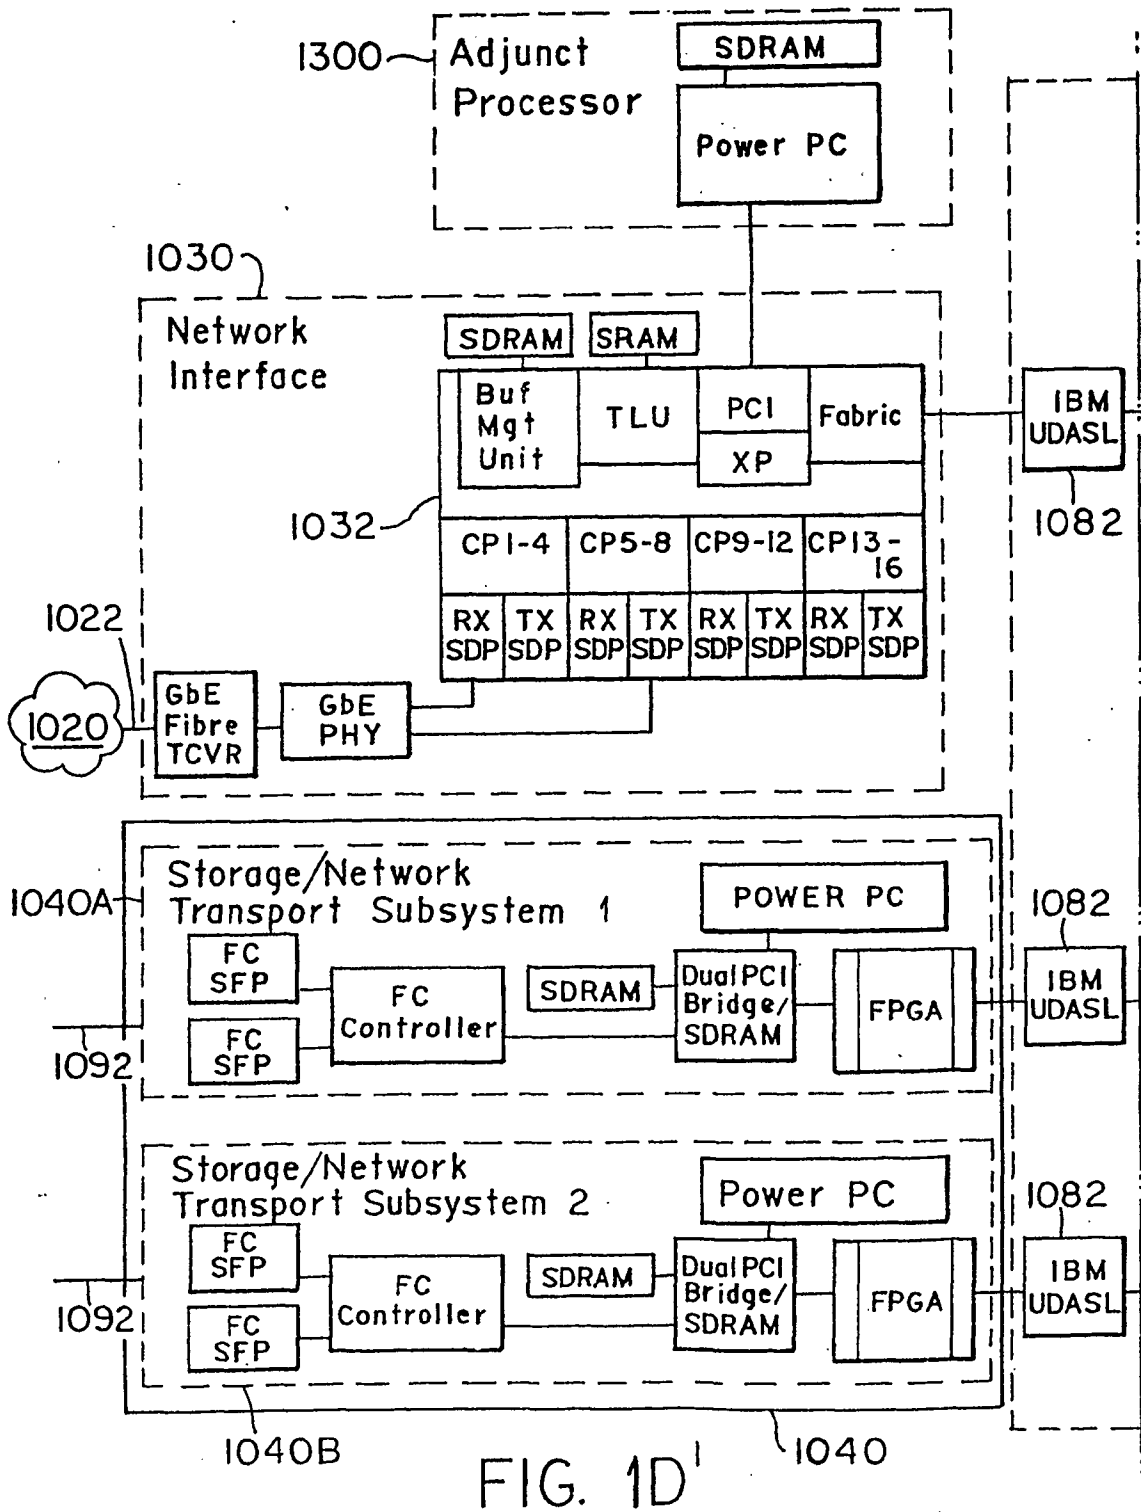 1300
Adjunct
Processor
SDRAM
Power PC
1030
Network
Interface
SDRAM
SRAM
Buf
Mgt
Unit
TLU
PCI
XP
Fabric
IBM
UDASL
1082
1032
CP1-4
CP5-8
CP9-12
CP13-
16
RX
SDP
TX
SDP
RX
SDP
TX
SDP
RX
SDP
TX
SDP
RX
SDP
TX
SDP
1022
1020
GbE
Fibre
TCVR
GbE
PHY
1040A
Storage/Network
Transport Subsystem 1
POWER PC
FC
SFP
FC
SFP
FC
Controller
SDRAM
Dual PCI
Bridge/
SDRAM
FPGA
1082
IBM
UDASL
1092
Storage/Network
Transport Subsystem 2
Power PC
FC
SFP
FC
SFP
FC
Controller
SDRAM
Dual PCI
Bridge/
SDRAM
FPGA
1082
IBM
UDASL
1092
1040B
1040
FIG. 1D'